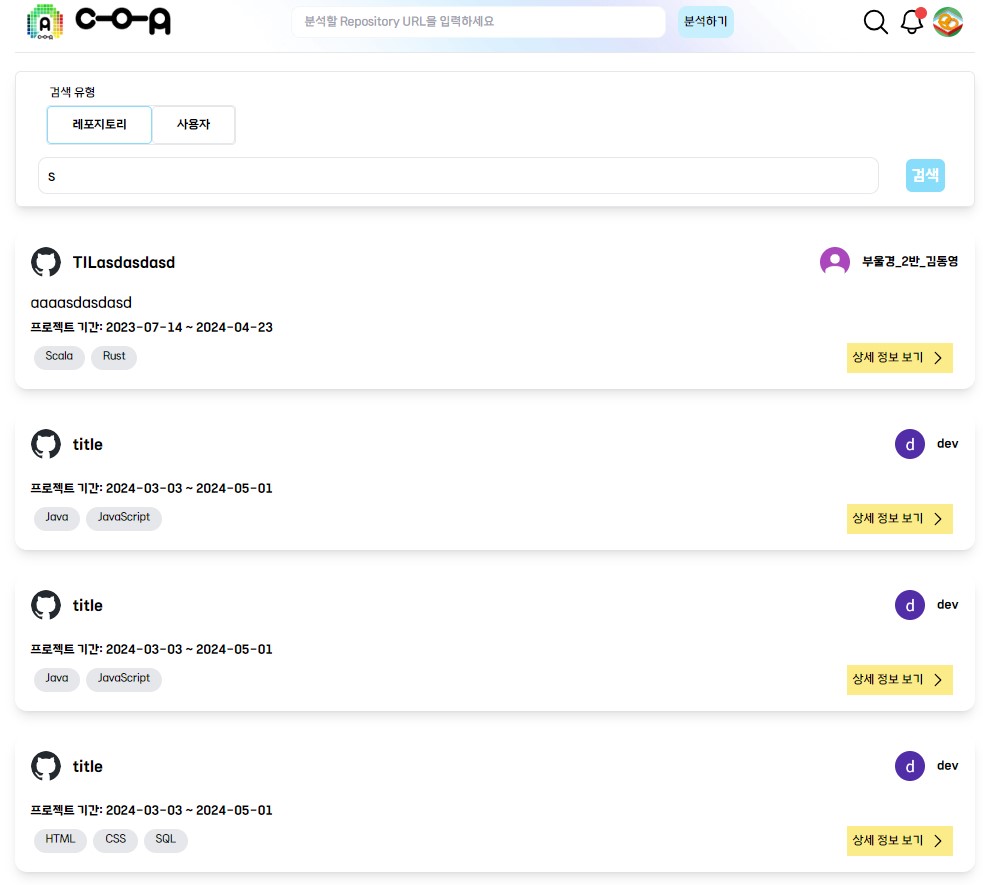 A
C-O-A
C-O-A
분석할 Repository URL을 입력하세요
분석하기
검색 유형
레포지토리
사용자
s
검색
TILasdasdasd
부울경_2반_김동영
aaaasdasdasd
프로젝트 기간: 2023-07-14 ~ 2024-04-23
Scala
Rust
상세 정보 보기
title
d
dev
프로젝트 기간: 2024-03-03 ~ 2024-05-01
Java
JavaScript
상세 정보 보기
title
d
dev
프로젝트 기간: 2024-03-03 ~ 2024-05-01
Java
JavaScript
상세 정보 보기
title
d
dev
프로젝트 기간: 2024-03-03 ~ 2024-05-01
HTML
CSS
SQL
상세 정보 보기